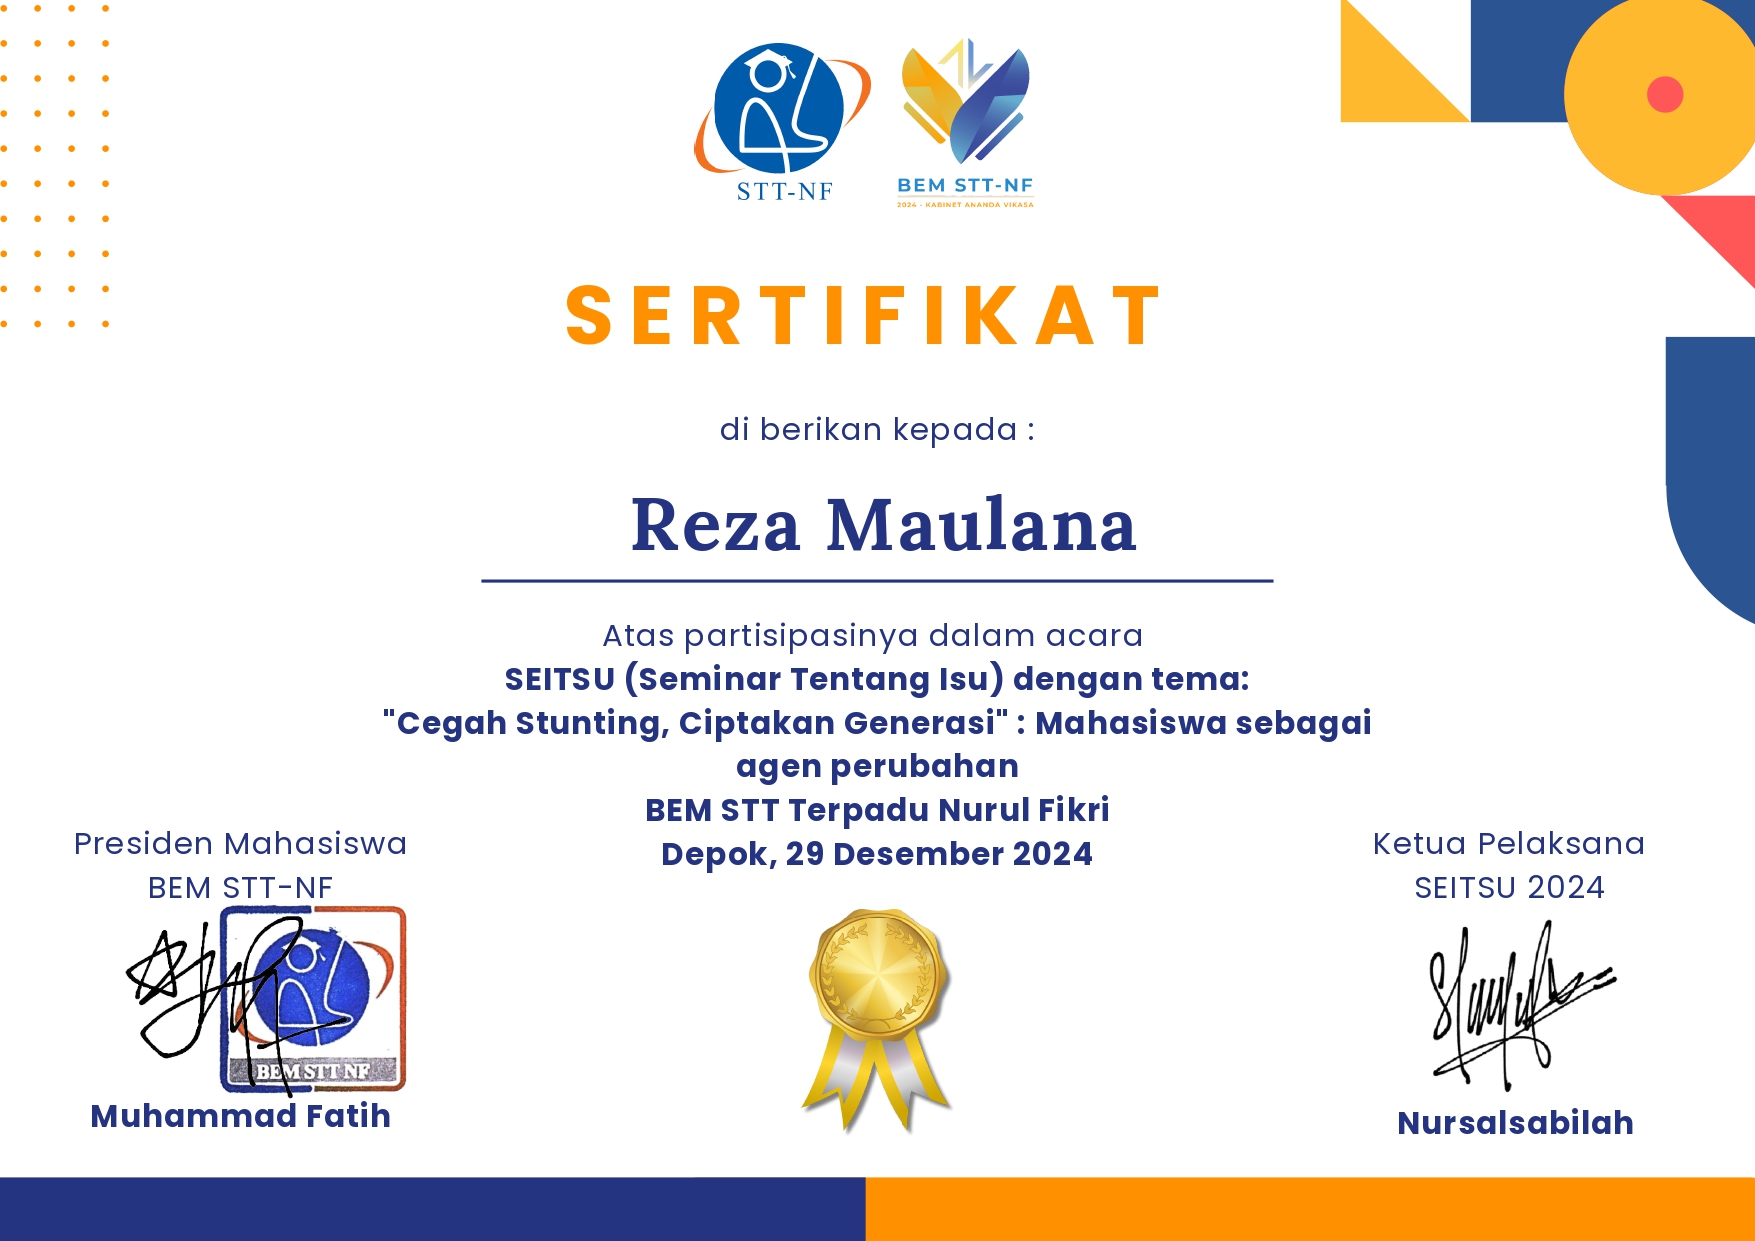 STT-NF
BEM STT-NF
2024 - KABINET ANANDA VIKASA
SERTIFIKAT
di berikan kepada :
Reza Maulana
Atas partisipasinya dalam acara
SEITSU (Seminar Tentang Isu) dengan tema:
"Cegah Stunting, Ciptakan Generasi" : Mahasiswa sebagai
agen perubahan
BEM STT Terpadu Nurul Fikri
Depok, 29 Desember 2024
Presiden Mahasiswa
BEM STT-NF
BEM STT NF
Muhammad Fatih
Ketua Pelaksana
SEITSU 2024
Nursalsabilah